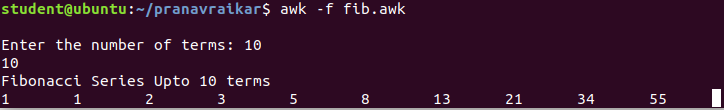 student@ubuntu:~/pranavraikar$ awk -f fib.awk
Enter the number of terms: 10
10
Fibonacci Series Upto 10 terms
1 1 2 3 5 8 13 21 34 55